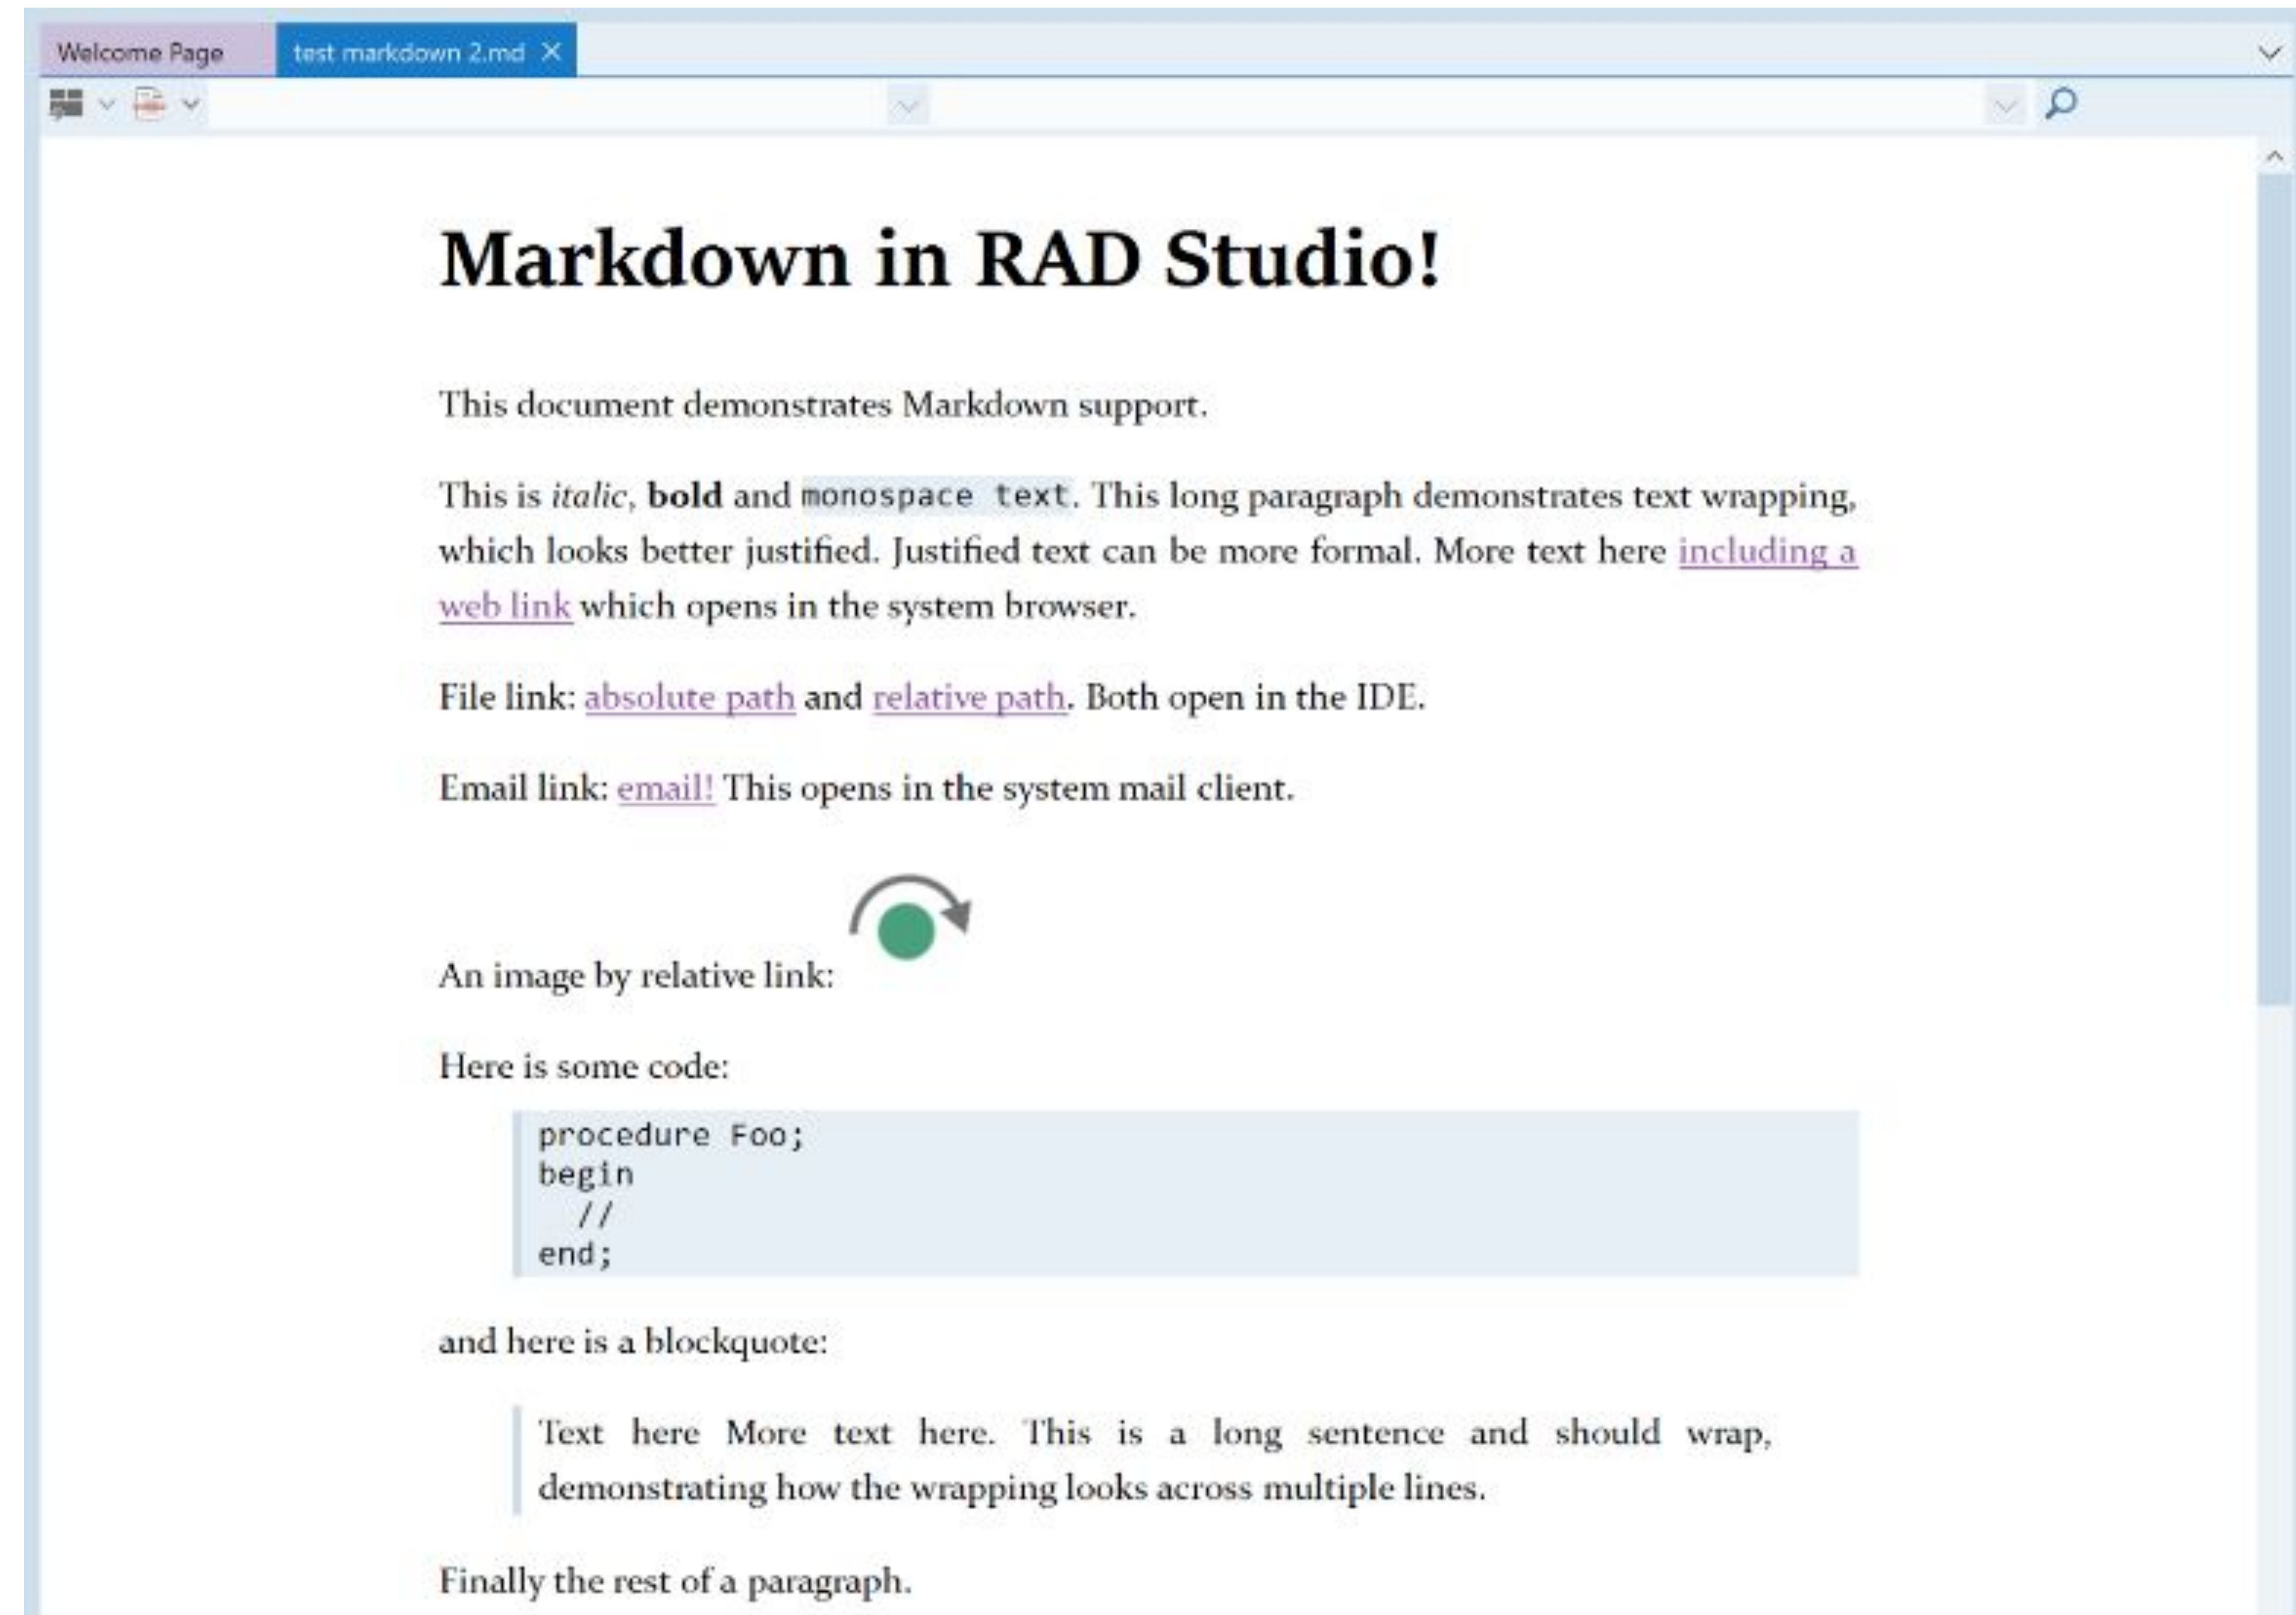 Welcome Page
test markdown 2.md
Markdown in RAD Studio!
This document demonstrates Markdown support.
This is italic, bold and monospace text. This long paragraph demonstrates text wrapping,
which looks better justified. Justified text can be more formal. More text here including a
web link which opens in the system browser.
File link: absolute path and relative path. Both open in the IDE.
Email link: email! This opens in the system mail client.
An image by relative link:
Here is some code:
procedure Foo;
begin
  //
end;
and here is a blockquote:
Text here More text here. This is a long sentence and should wrap,
demonstrating how the wrapping looks across multiple lines.
Finally the rest of a paragraph.